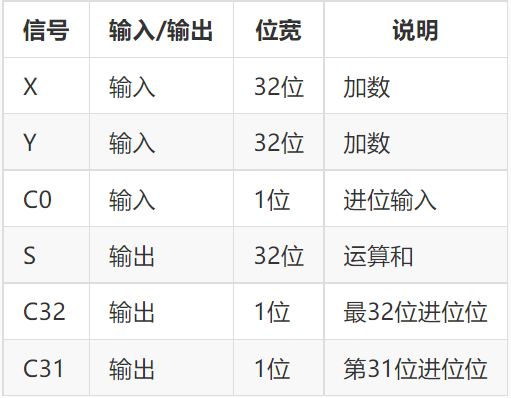 信号 输入/输出 位宽 说明
X 输入 32位 加数
Y 输入 32位 加数
C0 输入 1位 进位输入
S 输出 32位 运算和
C32 输出 1位 最32位进位位
C31 输出 1位 第31位进位位